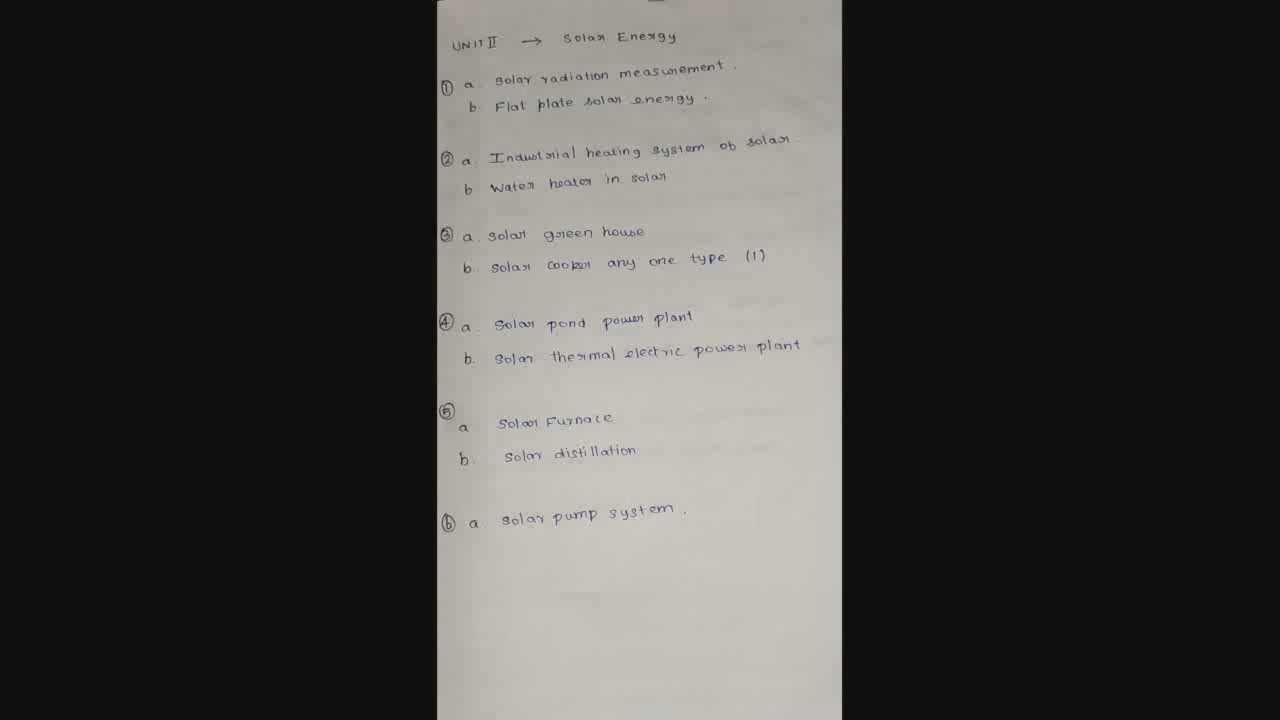 UNIT II → Solar Energy
① a. Solar radiation measurement.
b. Flat plate solar energy.
② a. Industrial heating system of solar.
b Water heater in solar
③ a. Solar green house
b. Solar cooker any one type (1)
④ a. Solar pond power plant
b. Solar thermal electric power plant
⑤
a Solar Furnace
b. Solar distillation
⑥ a. Solar pump system.